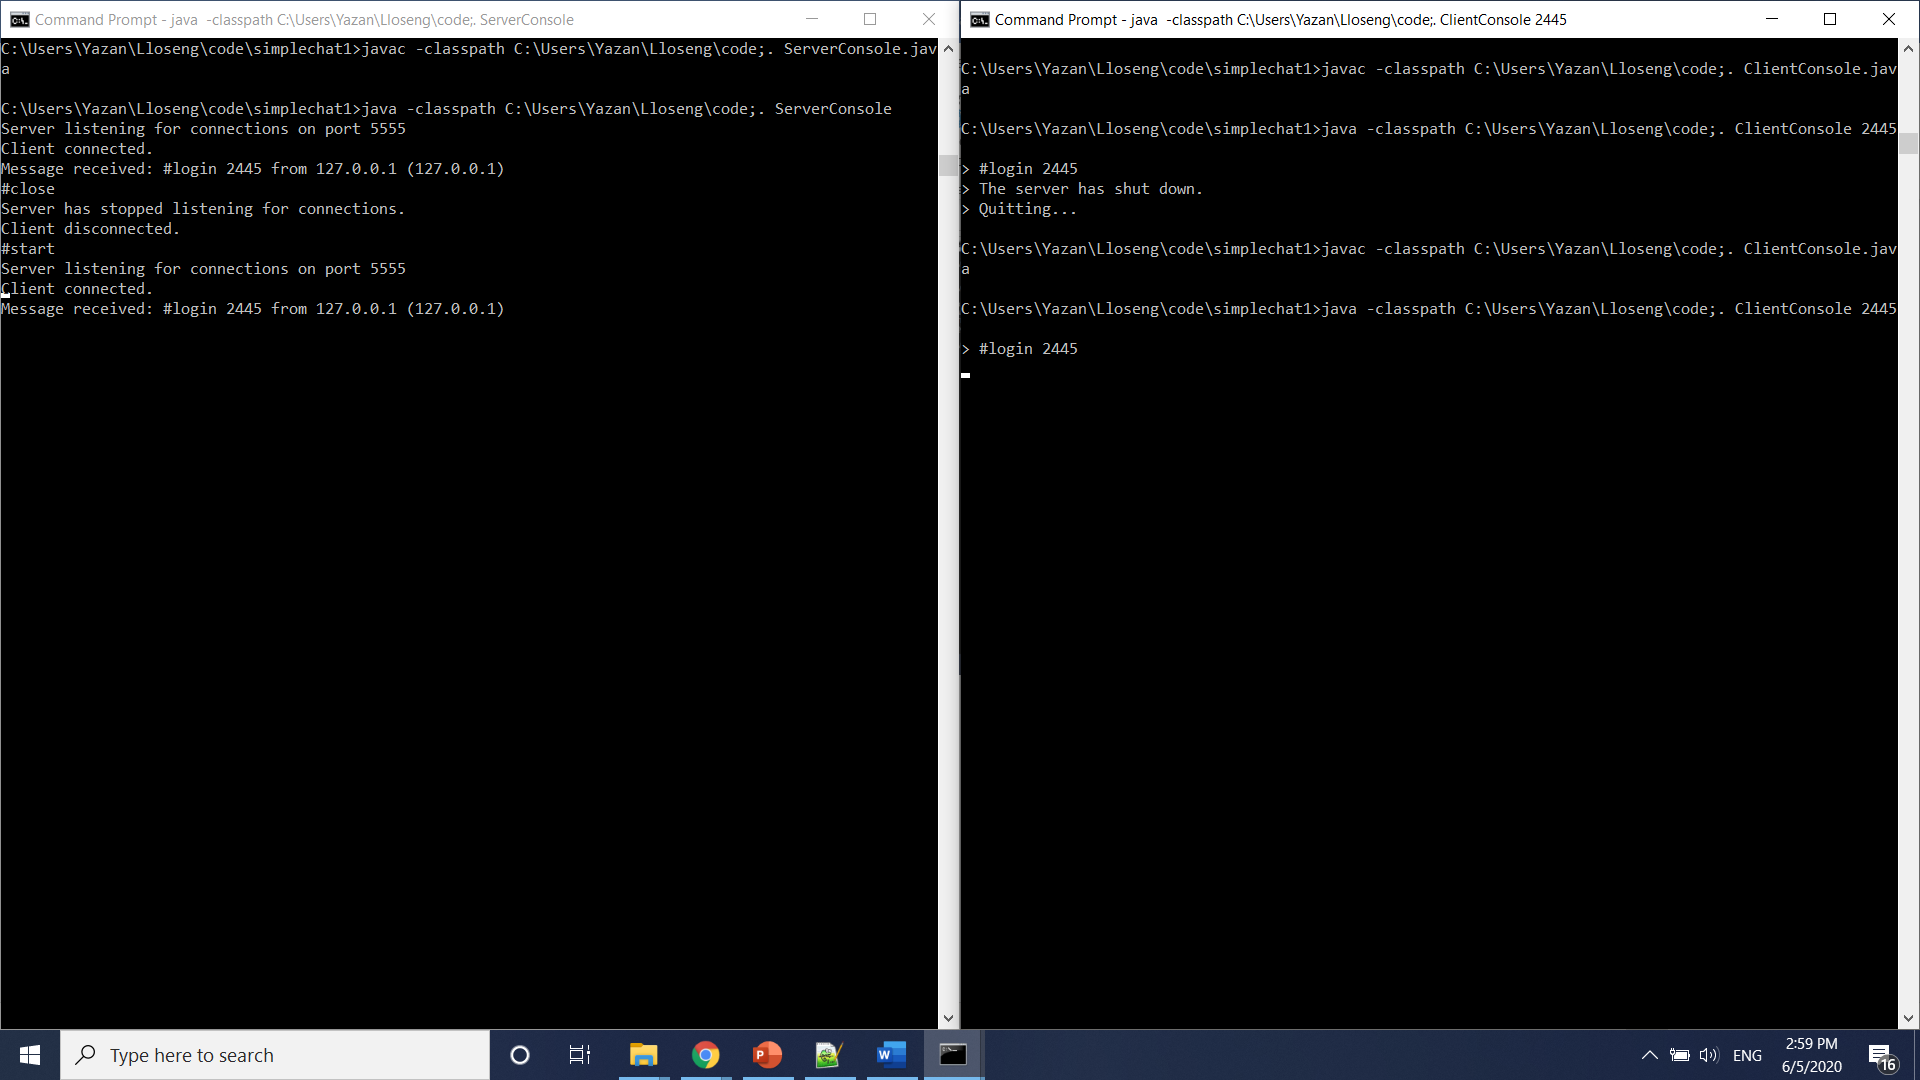 Command Prompt - java  -classpath C:\Users\Yazan\Lloseng\code;. ServerConsole
C:\Users\Yazan\Lloseng\code\simplechat1>javac -classpath C:\Users\Yazan\Lloseng\code;. ServerConsole.jav
a
C:\Users\Yazan\Lloseng\code\simplechat1>java -classpath C:\Users\Yazan\Lloseng\code;. ServerConsole
Server listening for connections on port 5555
Client connected.
Message received: #login 2445 from 127.0.0.1 (127.0.0.1)
#close
Server has stopped listening for connections.
Client disconnected.
#start
Server listening for connections on port 5555
Client connected.
Message received: #login 2445 from 127.0.0.1 (127.0.0.1)
Command Prompt - java  -classpath C:\Users\Yazan\Lloseng\code;. ClientConsole 2445
C:\Users\Yazan\Lloseng\code\simplechat1>javac -classpath C:\Users\Yazan\Lloseng\code;. ClientConsole.jav
a
C:\Users\Yazan\Lloseng\code\simplechat1>java -classpath C:\Users\Yazan\Lloseng\code;. ClientConsole 2445
> #login 2445
> The server has shut down.
> Quitting...
C:\Users\Yazan\Lloseng\code\simplechat1>javac -classpath C:\Users\Yazan\Lloseng\code;. ClientConsole.jav
a
C:\Users\Yazan\Lloseng\code\simplechat1>java -classpath C:\Users\Yazan\Lloseng\code;. ClientConsole 2445
> #login 2445
Type here to search
ENG
2:59 PM
6/5/2020
16